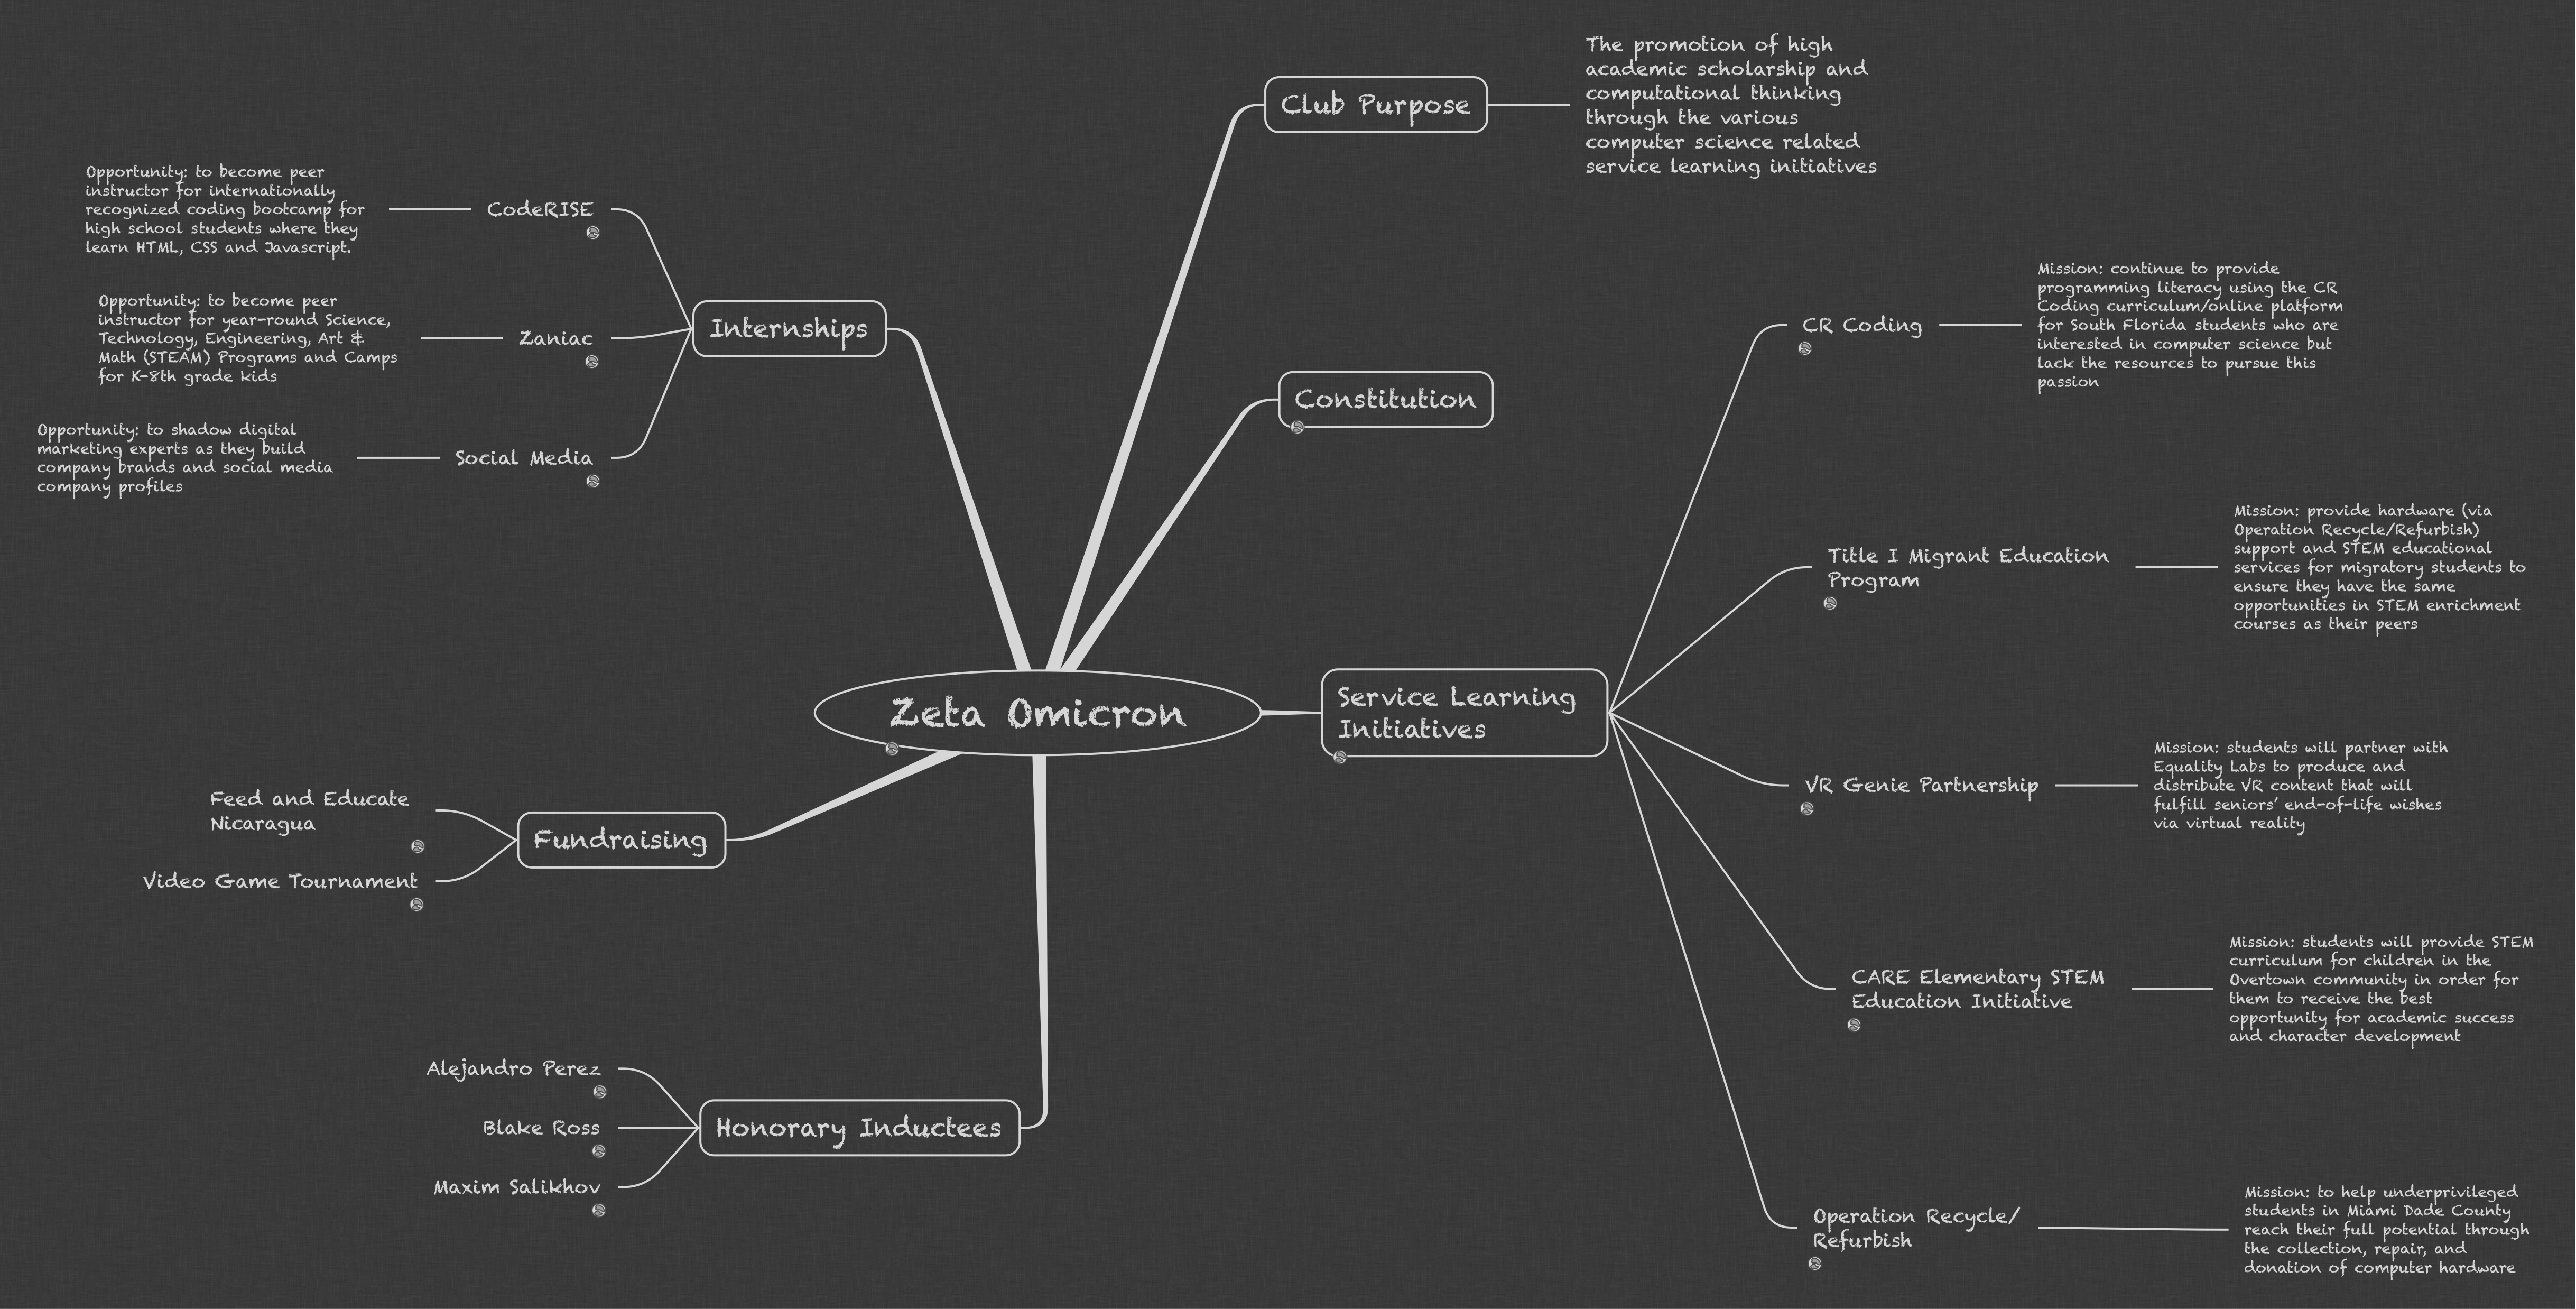 Zeta Omicron
Club Purpose
The promotion of high
academic scholarship and
computational thinking
through the various
computer science related
service learning initiatives
Constitution
Service Learning
Initiatives
CR Coding
Mission: continue to provide
programming literacy using the CR
Coding curriculum/online platform
for South Florida students who are
interested in computer science but
lack the resources to pursue this
passion
Title I Migrant Education
Program
Mission: provide hardware (via
Operation Recycle/Refurbish)
support and STEM educational
services for migratory students to
ensure they have the same
opportunities in STEM enrichment
courses as their peers
VR Genie Partnership
Mission: students will partner with
Equality Labs to produce and
distribute VR content that will
fulfill seniors’ end-of-life wishes
via virtual reality
CARE Elementary STEM
Education Initiative
Mission: students will provide STEM
curriculum for children in the
Overtown community in order for
them to receive the best
opportunity for academic success
and character development
Operation Recycle/
Refurbish
Mission: to help underprivileged
students in Miami Dade County
reach their full potential through
the collection, repair, and
donation of computer hardware
Internships
CodeRISE
Opportunity: to become peer
instructor for internationally
recognized coding bootcamp for
high school students where they
learn HTML, CSS and Javascript.
Zaniac
Opportunity: to become peer
instructor for year-round Science,
Technology, Engineering, Art &
Math (STEAM) Programs and Camps
for K-8th grade kids
Social Media
Opportunity: to shadow digital
marketing experts as they build
company brands and social media
company profiles
Fundraising
Feed and Educate
Nicaragua
Video Game Tournament
Honorary Inductees
Alejandro Perez
Blake Ross
Maxim Salikhov